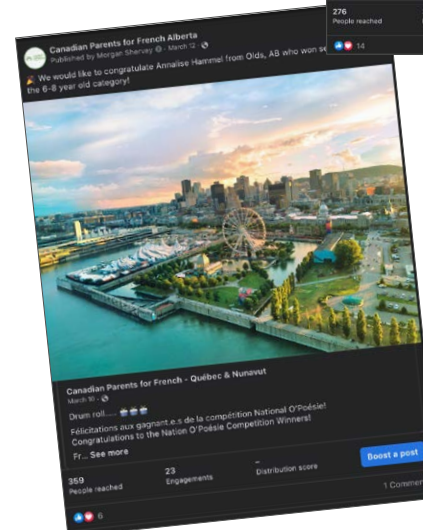 276
People reached
14
Canadian Parents for French Alberta
Published by Morgan Shervey · March 12 ·
We would like to congratulate Annalise Hammel from Olds, AB who won se
the 6-8 year old category!
Canadian Parents for French - Québec & Nunavut
March 10 ·
Drum roll.....
Félicitations aux gagnant.e.s de la compétition National O'Poésie!
Congratulations to the Nation O'Poésie Competition Winners!
Fr... See more
359
People reached
23
Engagements
–
Distribution score
Boost a post
6
1 Commen